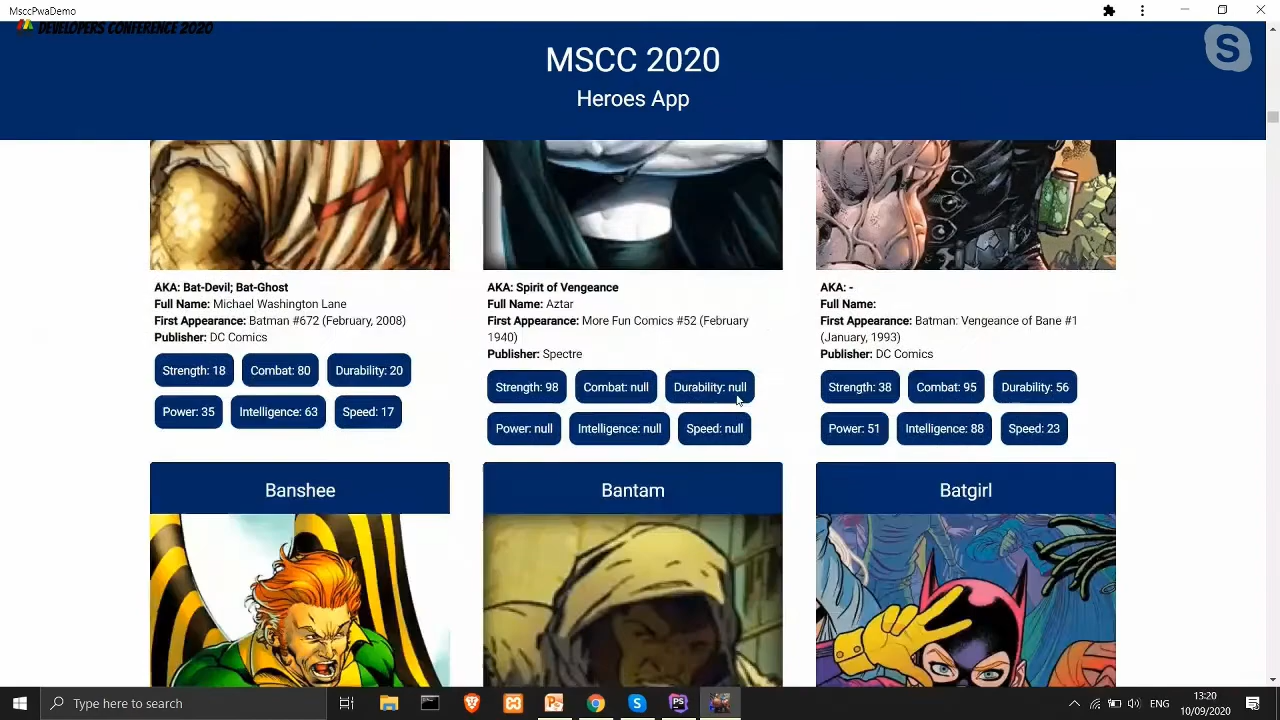 MsccPwaDemo
DEVELOPERS CONFERENCE 2020
S
MSCC 2020
Heroes App
AKA: Bat-Devil; Bat-Ghost
Full Name: Michael Washington Lane
First Appearance: Batman #672 (February, 2008)
Publisher: DC Comics
Strength: 18 Combat: 80 Durability: 20
Power: 35 Intelligence: 63 Speed: 17
AKA: Spirit of Vengeance
Full Name: Aztar
First Appearance: More Fun Comics #52 (February
1940)
Publisher: Spectre
Strength: 98 Combat: null Durability: null
Power: null Intelligence: null Speed: null
AKA: -
Full Name:
First Appearance: Batman: Vengeance of Bane #1
(January, 1993)
Publisher: DC Comics
Strength: 38 Combat: 95 Durability: 56
Power: 51 Intelligence: 88 Speed: 23
Banshee
Bantam
Batgirl
Type here to search
ENG
13:20
10/09/2020